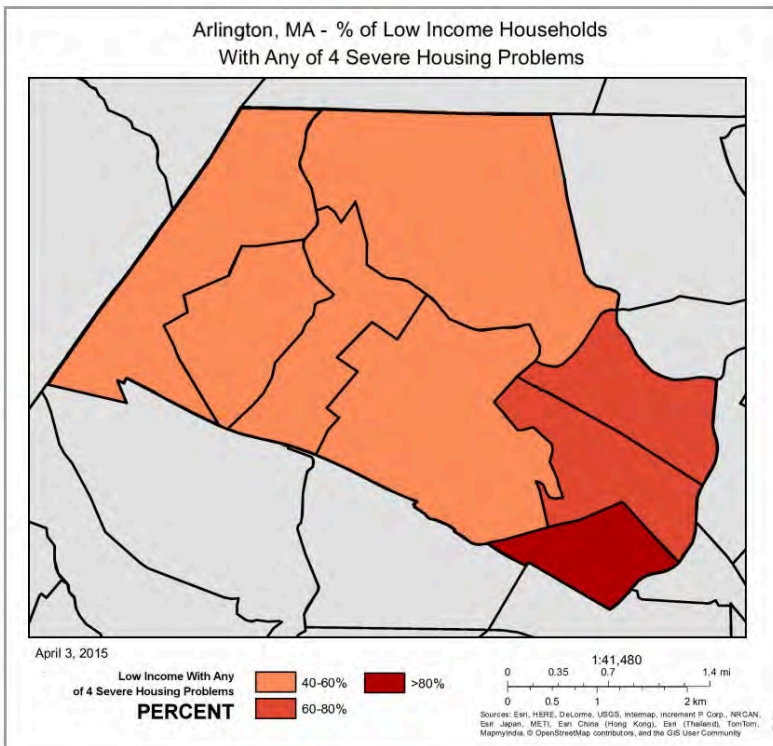 Arlington, MA - % of Low Income Households
With Any of 4 Severe Housing Problems
April 3, 2015
Low Income With Any
of 4 Severe Housing Problems
PERCENT
40-60%
60-80%
>80%
1:41,480
0 0.35 0.7 1.4 mi
0 0.5 1 2 km
Sources: Esri, HERE, DeLorme, USGS, Intermap, increment P Corp., NRCAN,
Esri Japan, METI, Esri China (Hong Kong), Esri (Thailand), TomTom,
MapmyIndia, © OpenStreetMap contributors, and the GIS User Community